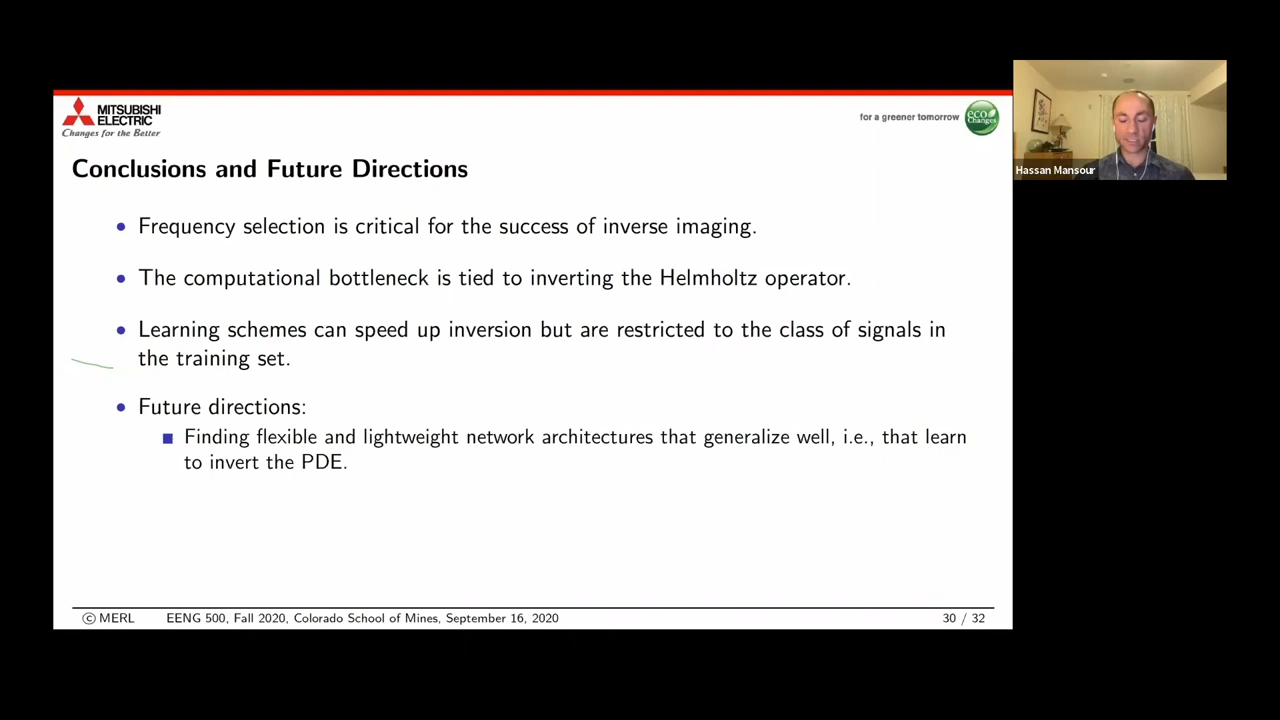 MITSUBISHI
ELECTRIC
Changes for the Better
for a greener tomorrow
eco
Changes
Hassan Mansour
Conclusions and Future Directions
• Frequency selection is critical for the success of inverse imaging.
• The computational bottleneck is tied to inverting the Helmholtz operator.
• Learning schemes can speed up inversion but are restricted to the class of signals in
the training set.
• Future directions:
■ Finding flexible and lightweight network architectures that generalize well, i.e., that learn
to invert the PDE.
© MERL EENG 500, Fall 2020, Colorado School of Mines, September 16, 2020 30 / 32